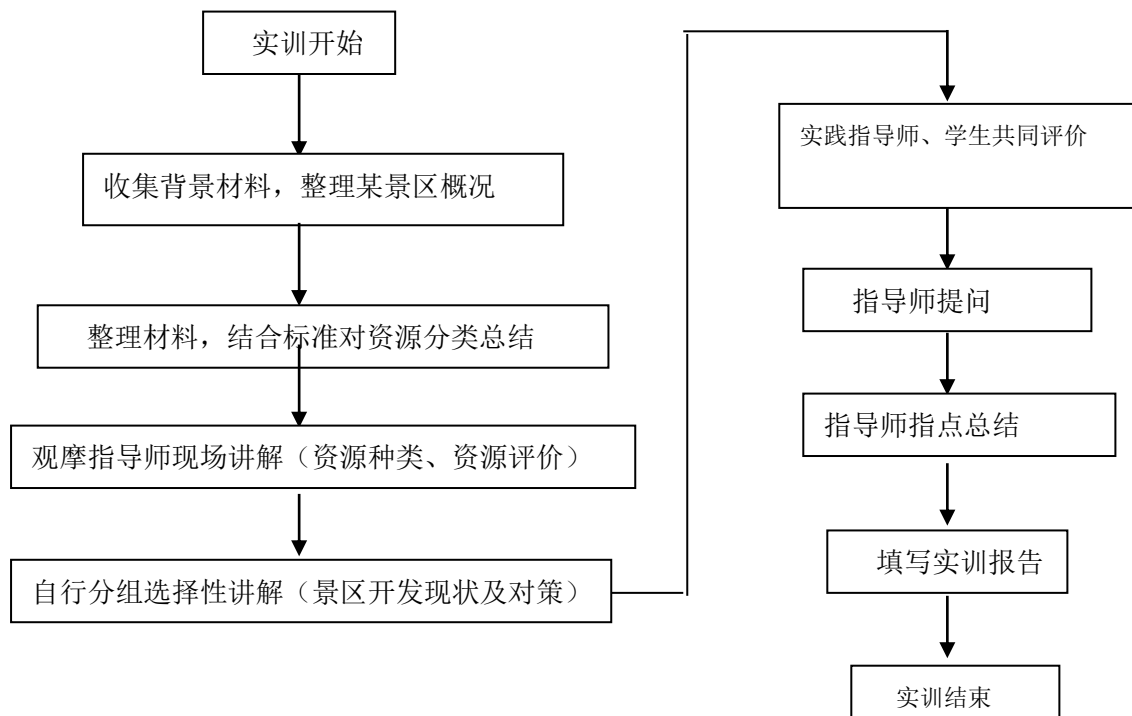 实训开始
收集背景材料，整理某景区概况
整理材料，结合标准对资源分类总结
观摩指导师现场讲解（资源种类、资源评价）
自行分组选择性讲解（景区开发现状及对策）
实践指导师、学生共同评价
指导师提问
指导师指点总结
填写实训报告
实训结束